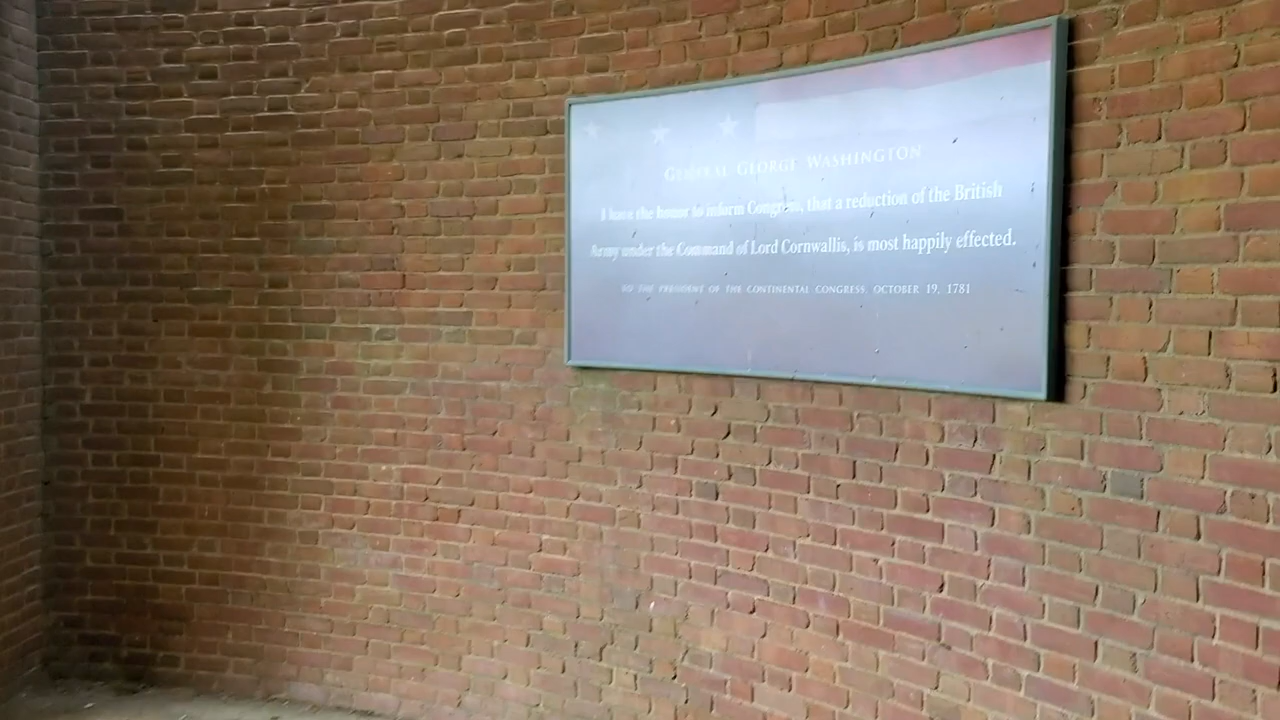 GENERAL GEORGE WASHINGTON
I have the honor to inform Congress, that a reduction of the British
Army under the Command of Lord Cornwallis, is most happily effected.
TO THE PRESIDENT OF THE CONTINENTAL CONGRESS, OCTOBER 19, 1781